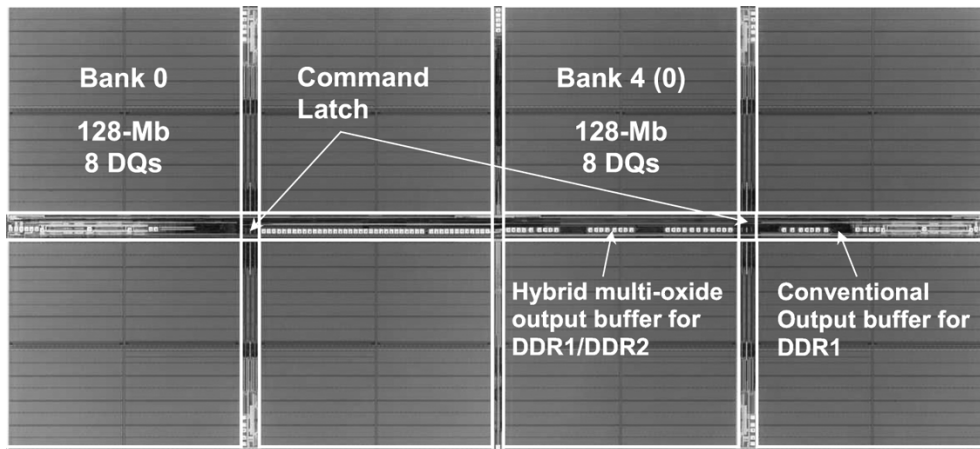 Bank 0
128-Mb
8 DQs
Command
Latch
Bank 4 (0)
128-Mb
8 DQs
Hybrid multi-oxide
output buffer for
DDR1/DDR2
Conventional
Output buffer for
DDR1